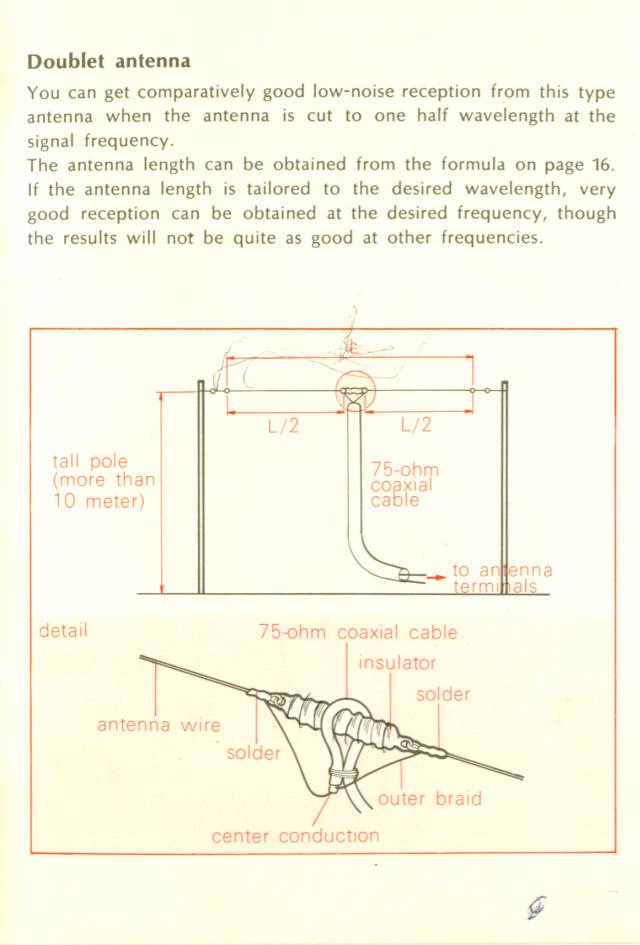 Doublet antenna
You can get comparatively good low-noise reception from this type
antenna when the antenna is cut to one half wavelength at the
signal frequency.
The antenna length can be obtained from the formula on page 16.
If the antenna length is tailored to the desired wavelength, very
good reception can be obtained at the desired frequency, though
the results will not be quite as good at other frequencies.
L
L/2
L/2
tall pole
(more than
10 meter)
75-ohm
coaxial
cable
to antenna
terminals
detail
75-ohm coaxial cable
insulator
solder
antenna wire
solder
outer braid
center conduction